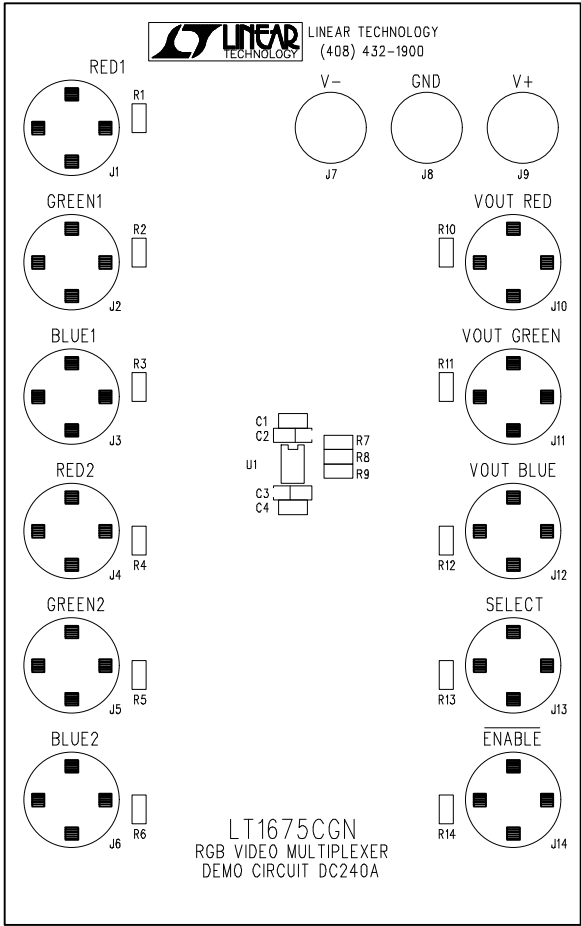 LINEAR
TECHNOLOGY
LINEAR TECHNOLOGY
(408) 432-1900
RED1
R1
J1
V-
GND
V+
J7
J8
J9
GREEN1
R2
J2
VOUT RED
R10
J10
BLUE1
R3
J3
VOUT GREEN
R11
J11
C1
C2
U1
R7
R8
R9
C3
C4
RED2
J4
R4
VOUT BLUE
R12
J12
GREEN2
J5
R5
SELECT
R13
J13
BLUE2
J6
R6
ENABLE
R14
J14
LT1675CGN
RGB VIDEO MULTIPLEXER
DEMO CIRCUIT DC240A